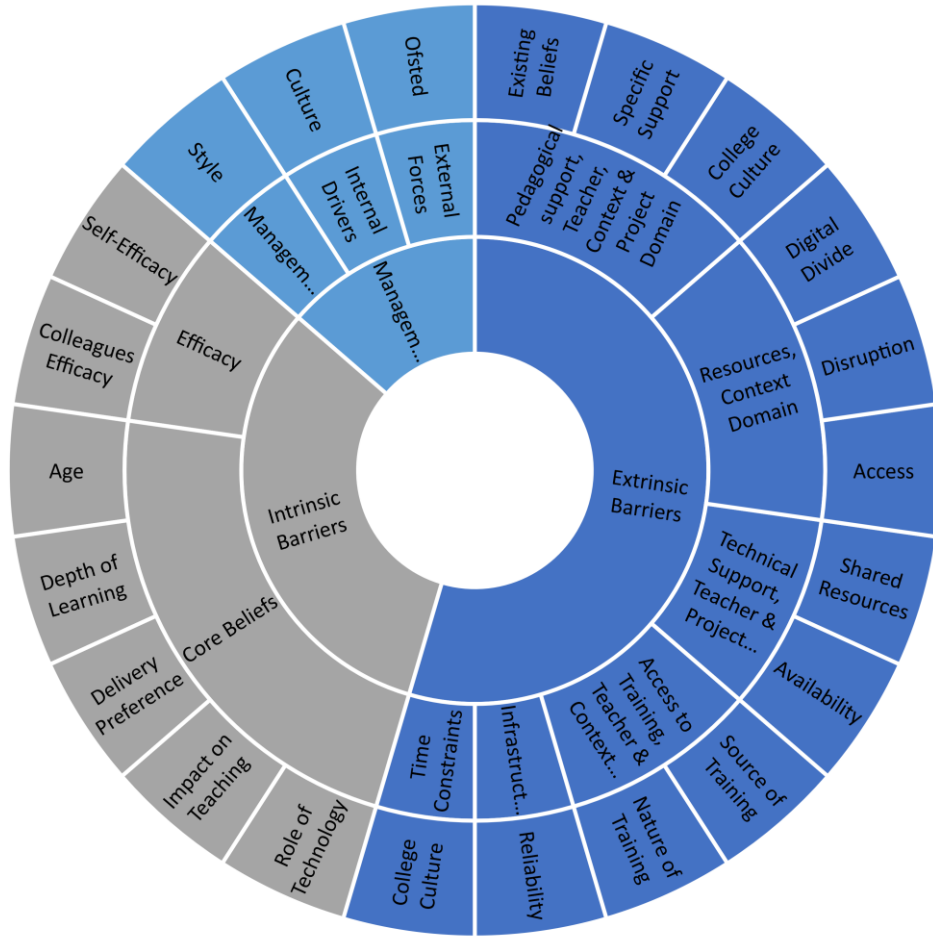 Existing
Beliefs
Specific
Support
College
Culture
Digital
Divide
Disruption
Access
Shared
Resources
Availability
Source of
Training
Nature of
Training
Reliability
College
Culture
Role of
Technology
Impact on
Teaching
Delivery
Preference
Depth of
Learning
Age
Colleagues
Efficacy
Self-Efficacy
Style
Culture
Ofsted
Pedagogical
support,
Teacher,
Context &
Project
Domain
Resources,
Context
Domain
Technical
Support,
Teacher &
Project...
Access to
Training,
Teacher &
Context...
Infrastruct...
Time
Constraints
Core Beliefs
Efficacy
Managem...
Internal
Drivers
External
Forces
Extrinsic
Barriers
Intrinsic
Barriers
Managem...